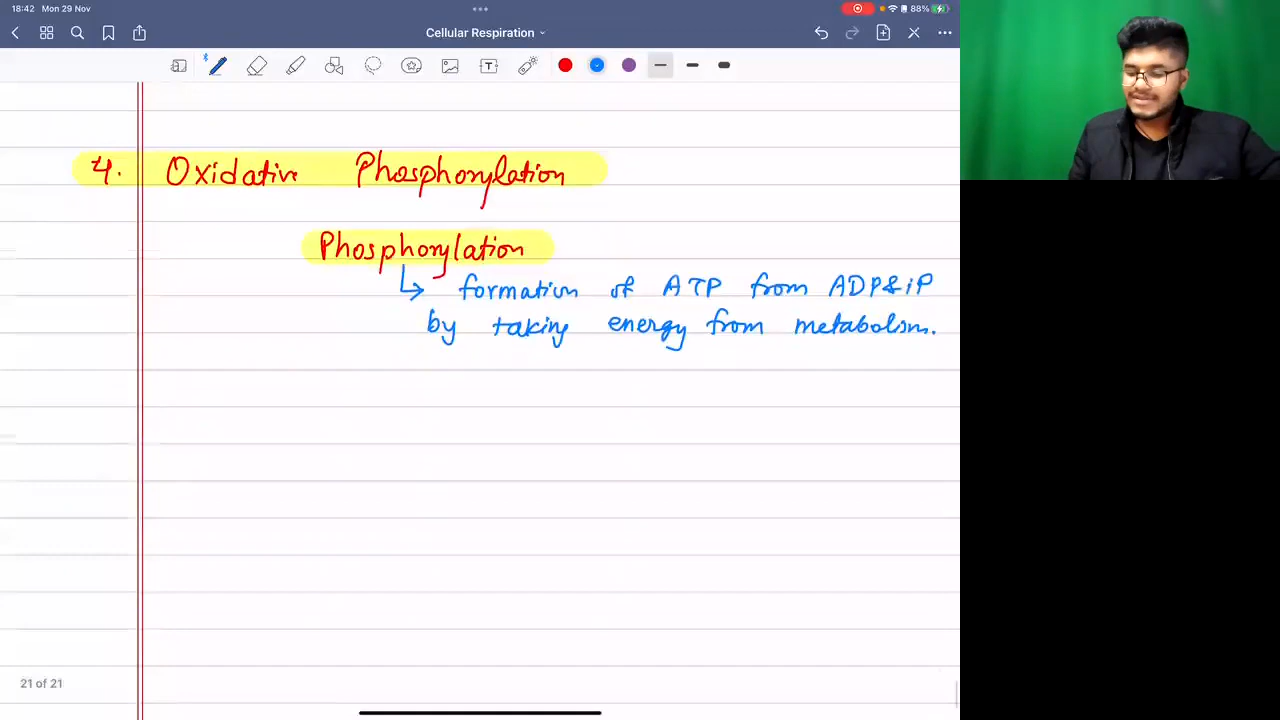 18:42 Mon 29 Nov
88%
Cellular Respiration
T
4. Oxidative Phosphorylation
Phosphorylation
↳ formation of ATP from ADP&iP
by taking energy from metabolism.
21 of 21